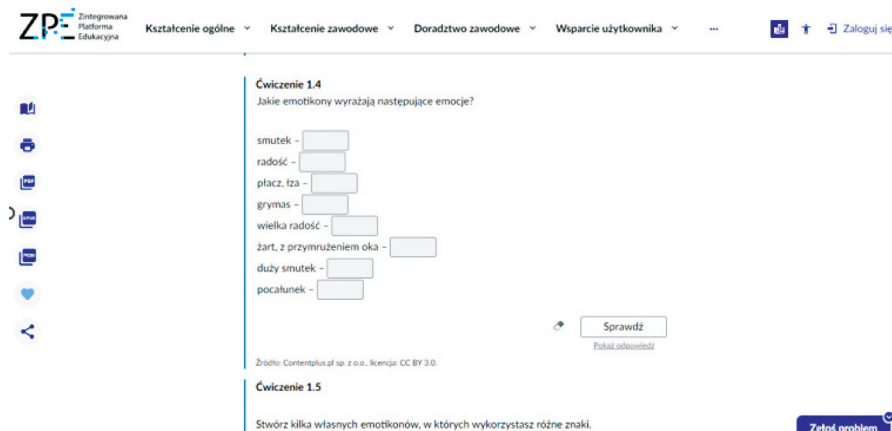 ZPE Zintegrowana
Platforma
Edukacyjna
Kształcenie ogólne
Kształcenie zawodowe
Doradztwo zawodowe
Wsparcie użytkownika
...
Zaloguj się
Ćwiczenie 1.4
Jakie emotikony wyrażają następujące emocje?
smutek –
radość –
płacz, łza –
grymas –
wielka radość –
żart, z przymrużeniem oka –
duży smutek –
pocałunek –
Sprawdź
Pokaż odpowiedź
Źródło: Contentplus.pl sp. z o.o., licencja: CC BY 3.0.
Ćwiczenie 1.5
Stwórz kilka własnych emotikonów, w których wykorzystasz różne znaki.
Zgłoś problem
PDF
EPUB